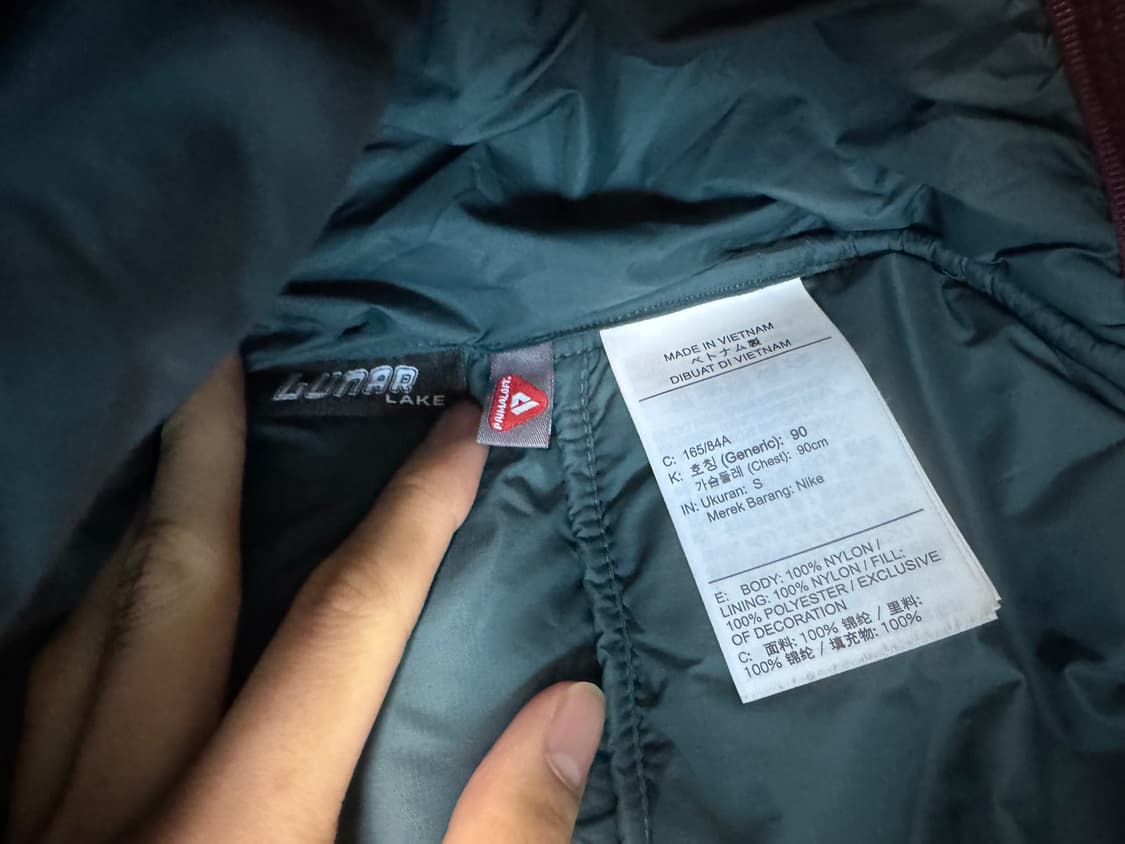 LUNAR
LAKE
PRIMALOFT.
MADE IN VIETNAM
ベトナム製
DIBUAT DI VIETNAM
C: 165/84A
K: 호칭 (Generic): 90
가슴둘레 (Chest): 90cm
IN: Ukuran: S
Merek Barang: Nike
E: BODY: 100% NYLON /
LINING: 100% NYLON / FILL:
100% POLYESTER / EXCLUSIVE
OF DECORATION
C: 面料: 100% 锦纶 / 里料:
100% 锦纶 / 填充物: 100%